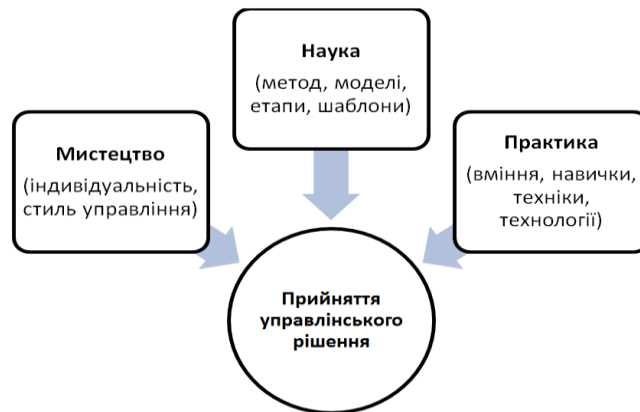 Наука
(метод, моделі,
етапи, шаблони)
Мистецтво
(індивідуальність,
стиль управління)
Практика
(вміння, навички,
техніки,
технології)
Прийняття
управлінського
рішення